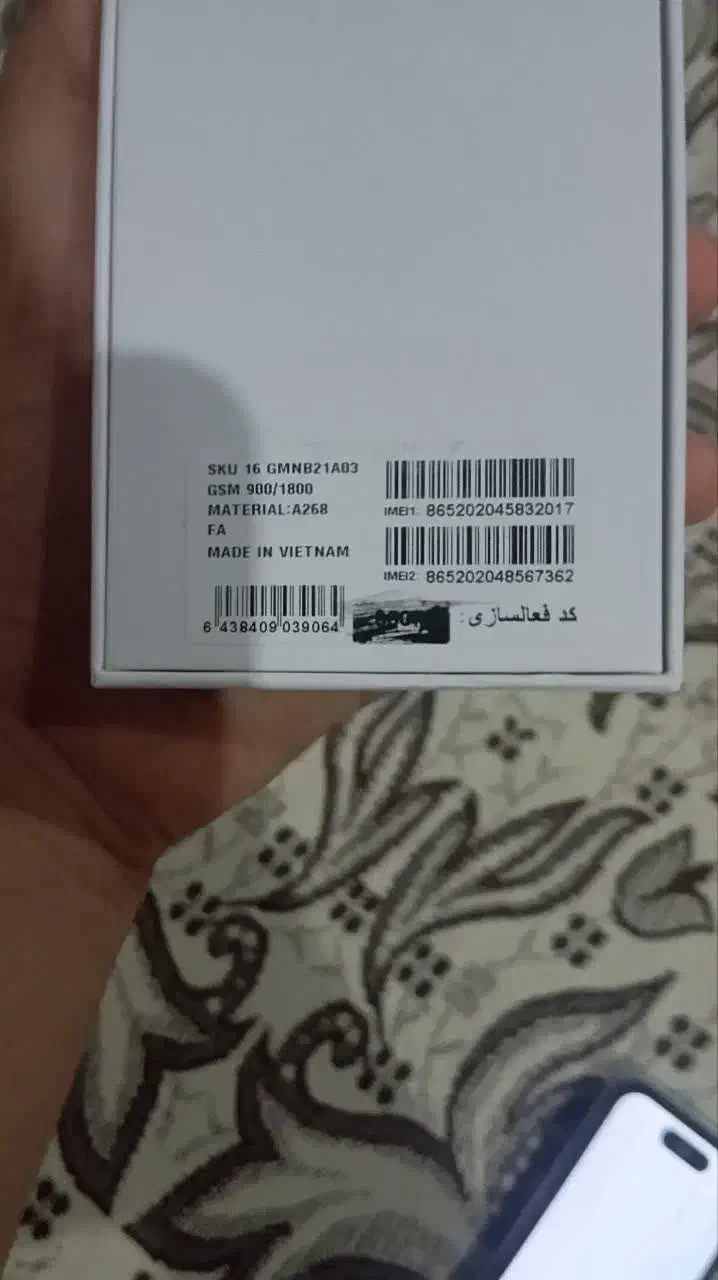 SKU 16 GMNB21A03
GSM 900/1800
MATERIAL:A268
FA
MADE IN VIETNAM
6 438409 039064
IMEI1: 865202045832017
IMEI2: 865202048567362
کد فعالسازی: